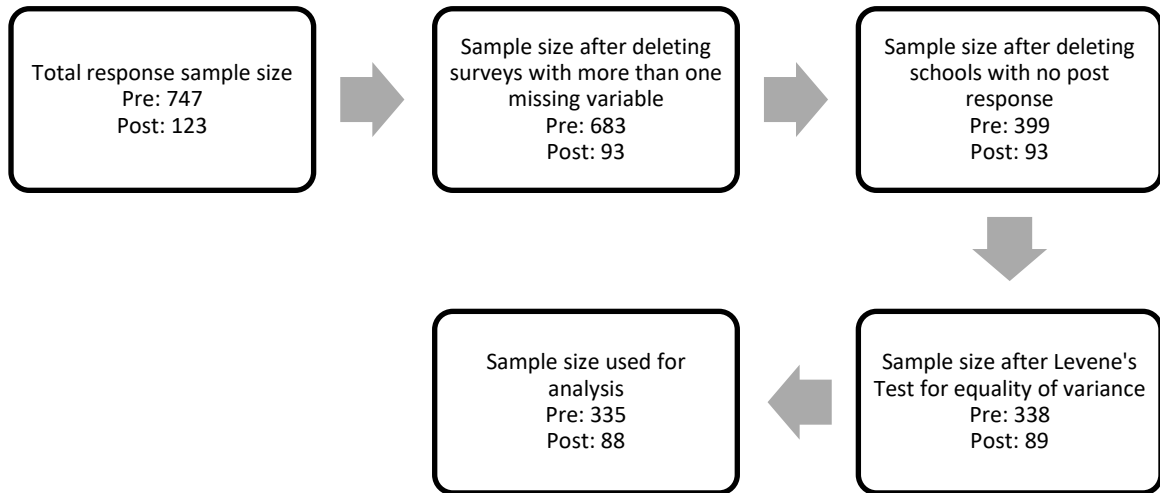 Total response sample size
Pre: 747
Post: 123
Sample size after deleting
surveys with more than one
missing variable
Pre: 683
Post: 93
Sample size after deleting
schools with no post
response
Pre: 399
Post: 93
Sample size after Levene's
Test for equality of variance
Pre: 338
Post: 89
Sample size used for
analysis
Pre: 335
Post: 88